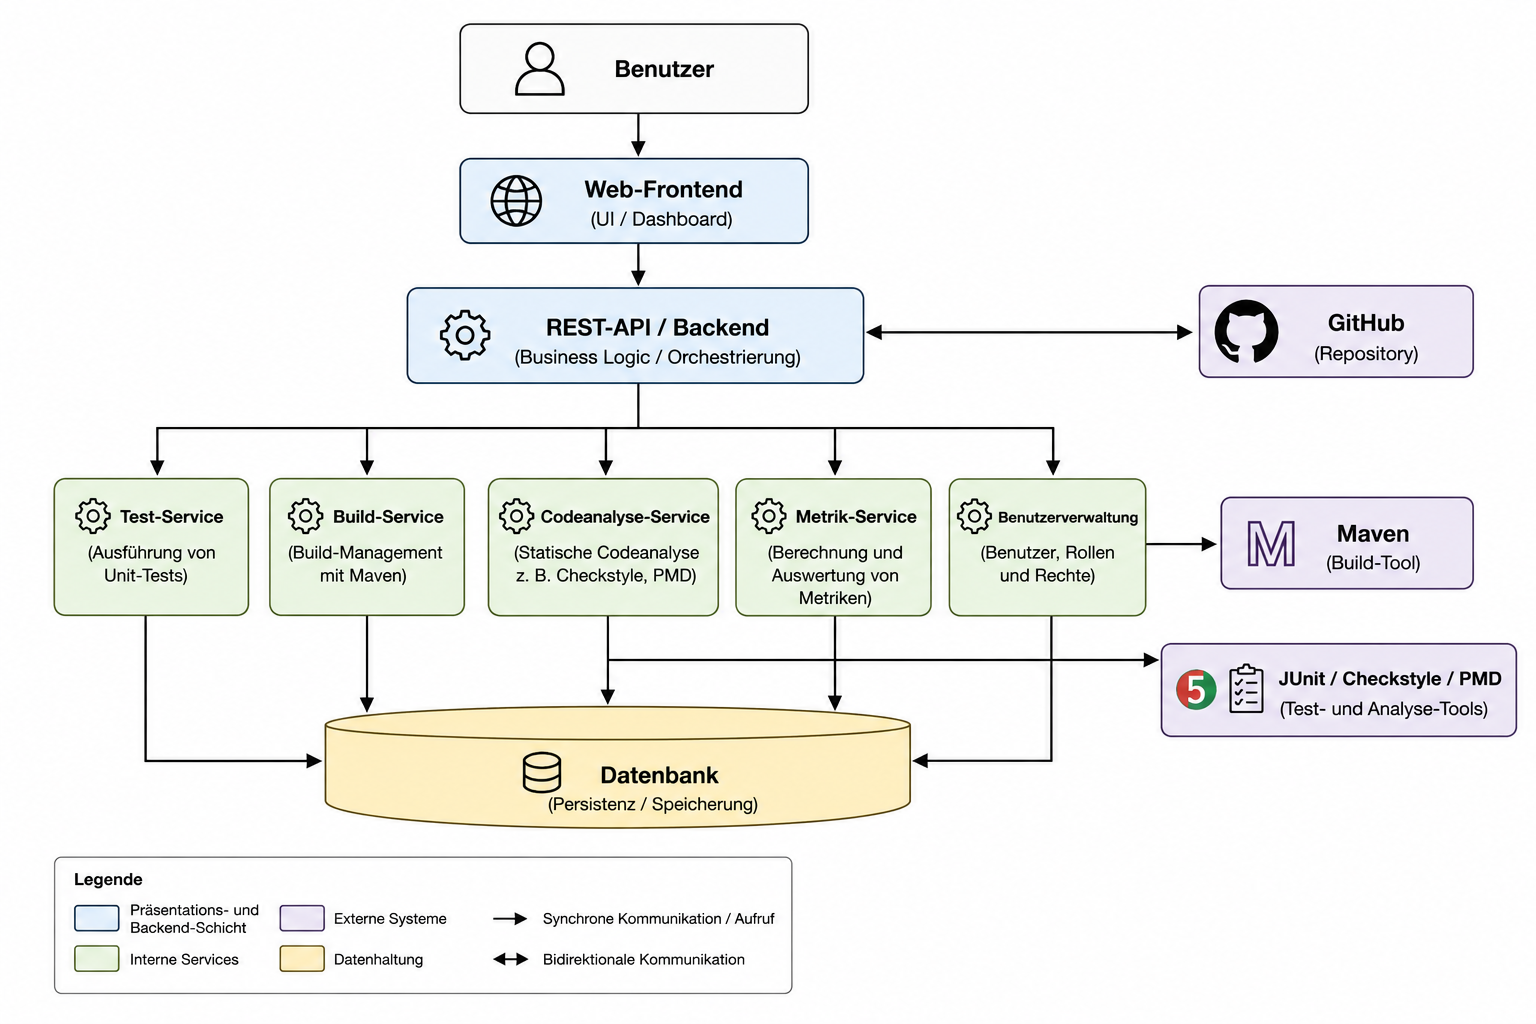 Benutzer
Web-Frontend
(UI / Dashboard)
REST-API / Backend
(Business Logic / Orchestrierung)
GitHub
(Repository)
Test-Service
(Ausführung von
Unit-Tests)
Build-Service
(Build-Management
mit Maven)
Codeanalyse-Service
(Statische Codeanalyse
z. B. Checkstyle, PMD)
Metrik-Service
(Berechnung und
Auswertung von
Metriken)
Benutzerverwaltung
(Benutzer, Rollen
und Rechte)
M
Maven
(Build-Tool)
5
JUnit / Checkstyle / PMD
(Test- und Analyse-Tools)
Datenbank
(Persistenz / Speicherung)
Legende
Präsentations- und
Backend-Schicht
Externe Systeme
Synchrone Kommunikation / Aufruf
Interne Services
Datenhaltung
Bidirektionale Kommunikation